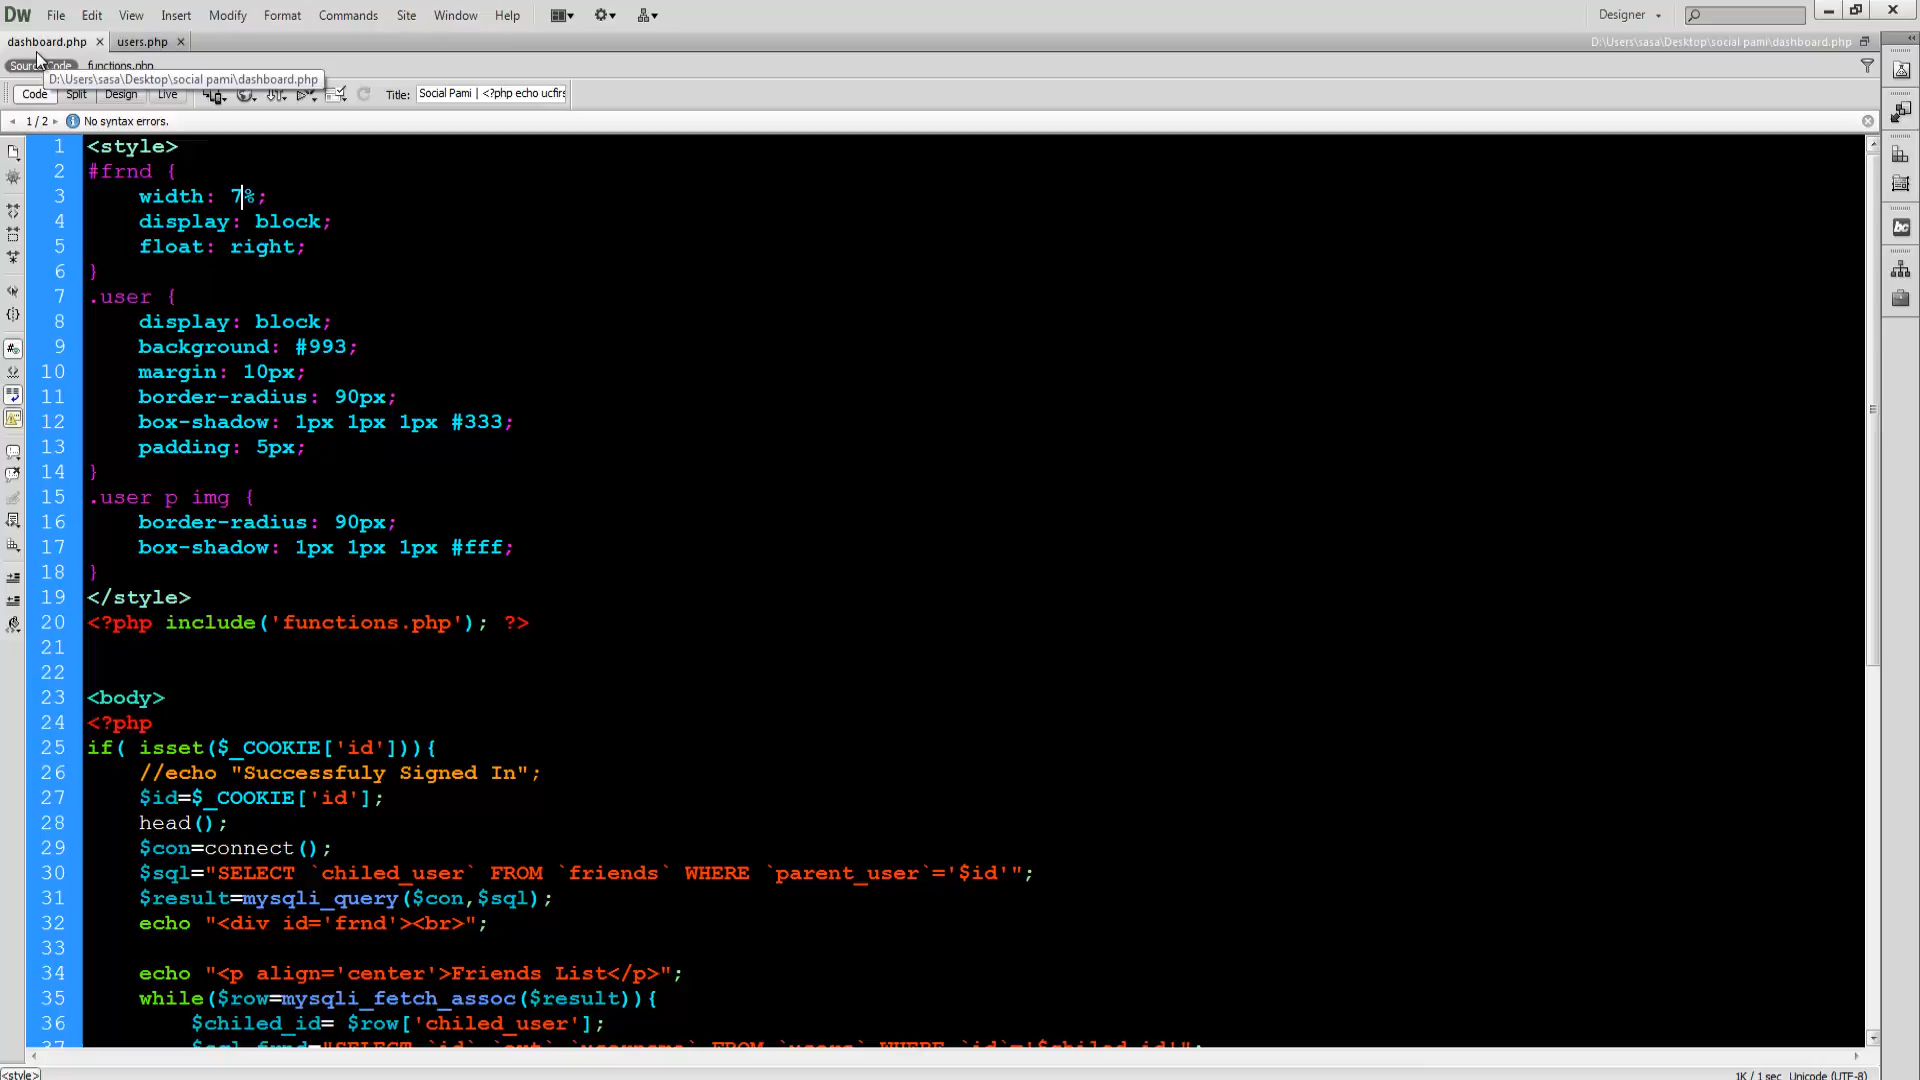 Dw File Edit View Insert Modify Format Commands Site Window Help Designer
dashboard.php × users.php × D:\Users\sasa\Desktop\social pami\dashboard.php
Source Code functions.php
D:\Users\sasa\Desktop\social pami\dashboard.php
Code Split Design Live Title: Social Pami | <?php echo ucfirs
1 / 2 No syntax errors.
1 <style>
2 #frnd {
3 width: 7%;
4 display: block;
5 float: right;
6 }
7 .user {
8 display: block;
9 background: #993;
10 margin: 10px;
11 border-radius: 90px;
12 box-shadow: 1px 1px 1px #333;
13 padding: 5px;
14 }
15 .user p img {
16 border-radius: 90px;
17 box-shadow: 1px 1px 1px #fff;
18 }
19 </style>
20 <?php include('functions.php'); ?>
21
22
23 <body>
24 <?php
25 if( isset($_COOKIE['id'])){
26 //echo "Successfuly Signed In";
27 $id=$_COOKIE['id'];
28 head();
29 $con=connect();
30 $sql="SELECT `chiled_user` FROM `friends` WHERE `parent_user`='$id'";
31 $result=mysqli_query($con,$sql);
32 echo "<div id='frnd'><br>";
33
34 echo "<p align='center'>Friends List</p>";
35 while($row=mysqli_fetch_assoc($result)){
36 $chiled_id= $row['chiled_user'];
<style> 1K / 1 sec Unicode (UTF-8)